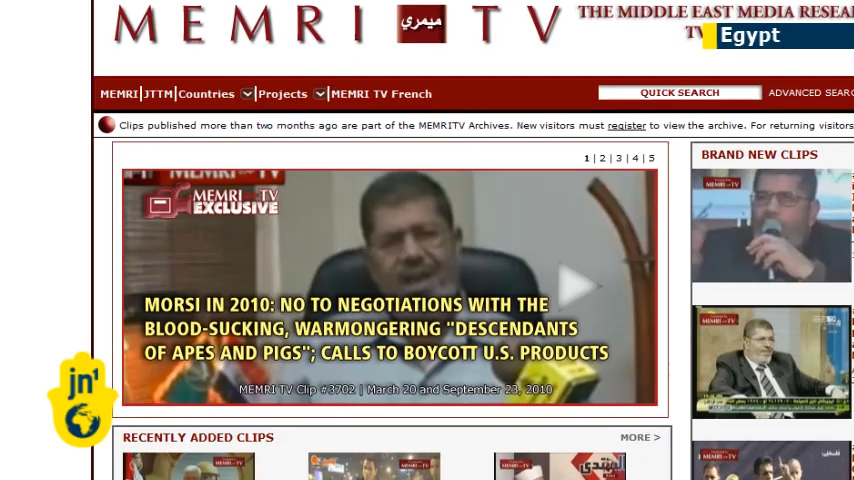 MEMRI ميمري TV
THE MIDDLE EAST MEDIA RESEA
Egypt
MEMRI JTTM Countries Projects MEMRI TV French
QUICK SEARCH
ADVANCED SEARC
Clips published more than two months ago are part of the MEMRITV Archives. New visitors must register to view the archive. For returning visitors
1 | 2 | 3 | 4 | 5
BRAND NEW CLIPS
MEMRI TV
EXCLUSIVE
MORSI IN 2010: NO TO NEGOTIATIONS WITH THE
BLOOD-SUCKING, WARMONGERING "DESCENDANTS
OF APES AND PIGS"; CALLS TO BOYCOTT U.S. PRODUCTS
MEMRI TV Clip #3702 | March 20 and September 23, 2010
jn1
RECENTLY ADDED CLIPS
MORE >